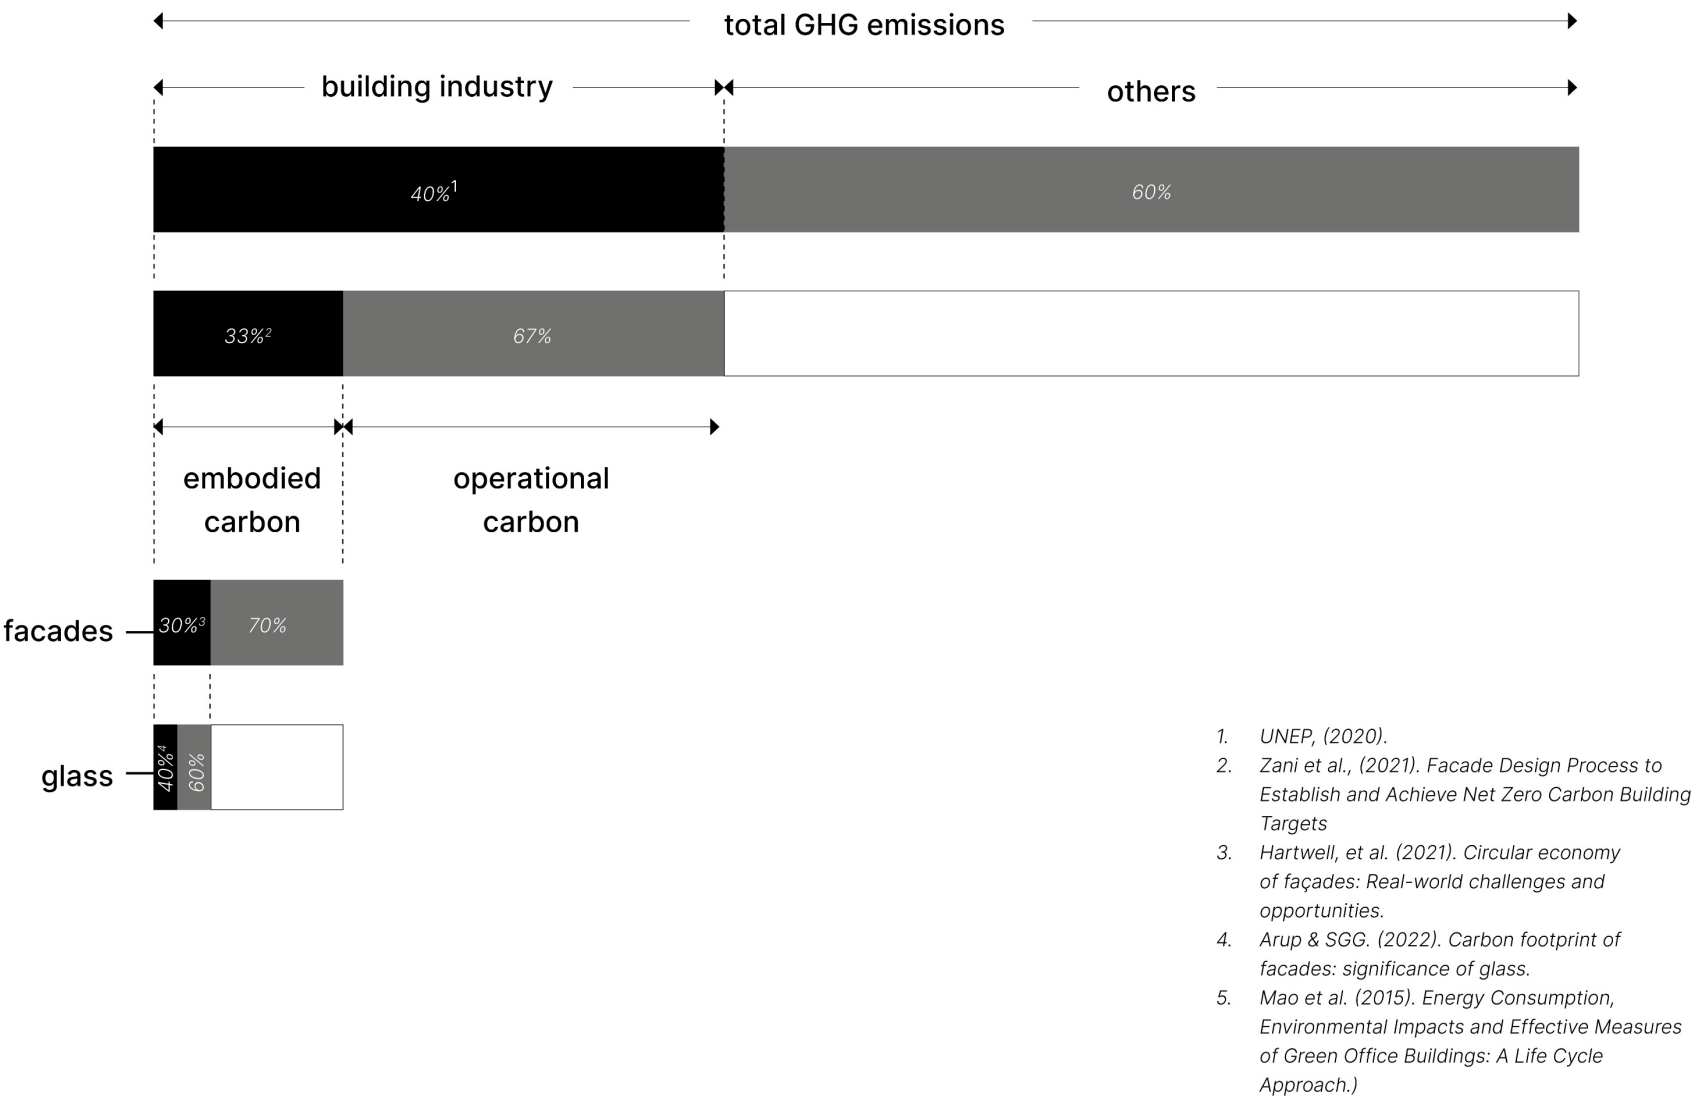 total GHG emissions
building industry
others
40%1
60%
33%2
67%
embodied
carbon
operational
carbon
facades
30%3
70%
glass
40%4
60%
1. UNEP, (2020).
2. Zani et al., (2021). Facade Design Process to
Establish and Achieve Net Zero Carbon Building
Targets
3. Hartwell, et al. (2021). Circular economy
of façades: Real-world challenges and
opportunities.
4. Arup & SGG. (2022). Carbon footprint of
facades: significance of glass.
5. Mao et al. (2015). Energy Consumption,
Environmental Impacts and Effective Measures
of Green Office Buildings: A Life Cycle
Approach.)